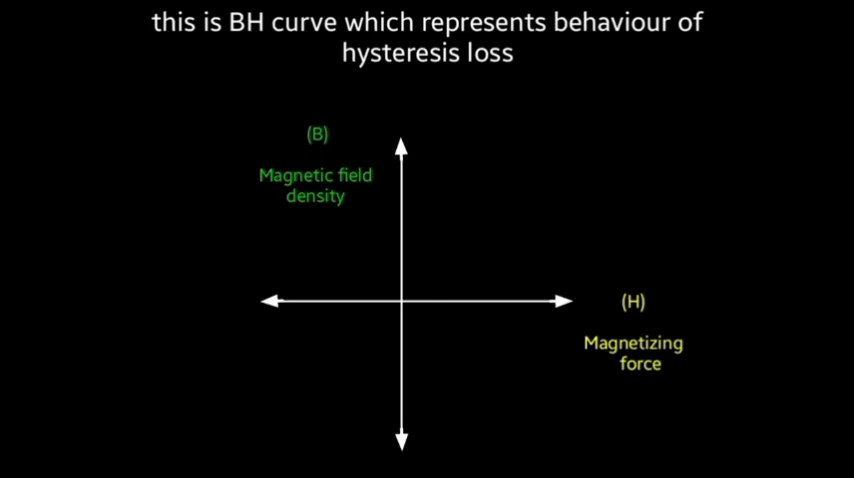 this is BH curve which represents behaviour of
hysteresis loss
(B)
Magnetic field
density
(H)
Magnetizing
force